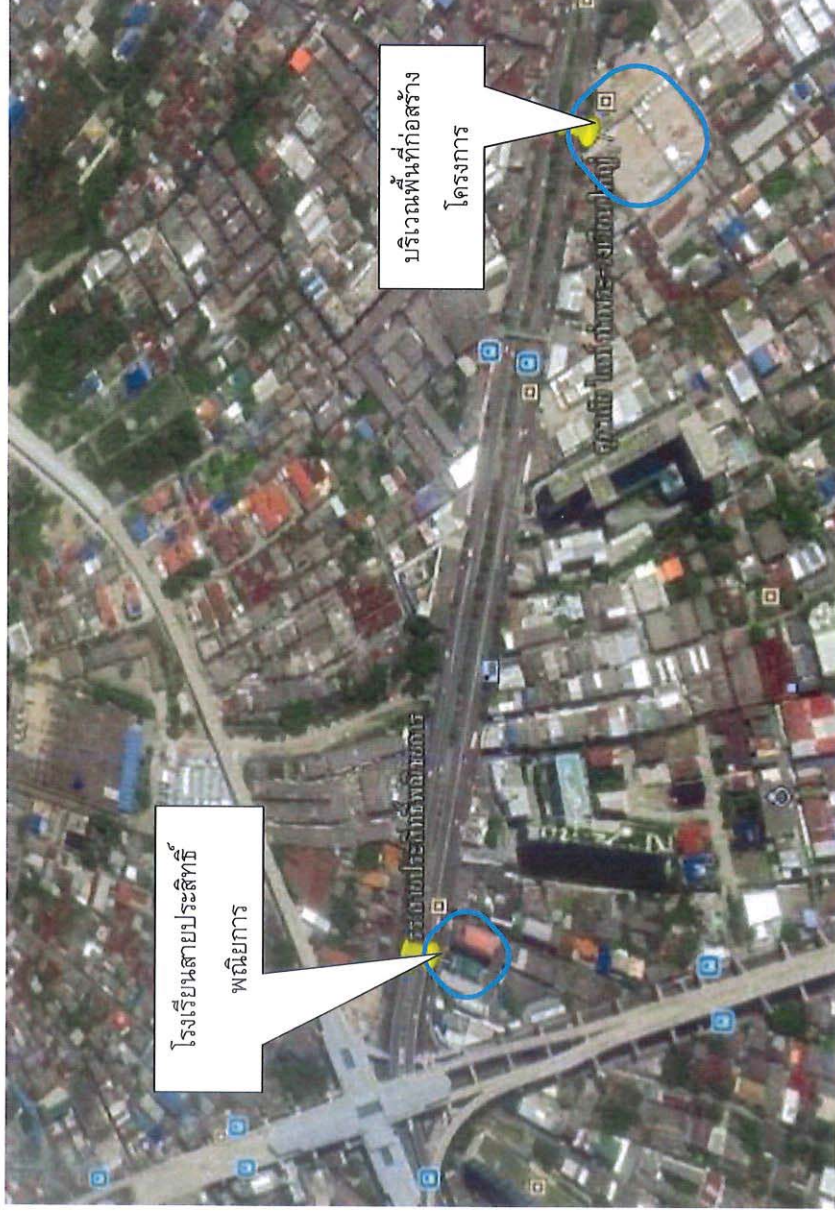 โรงเรียนสายประสิทธิ์
พณิยการ
บริเวณพื้นที่ก่อสร้าง
โครงการ